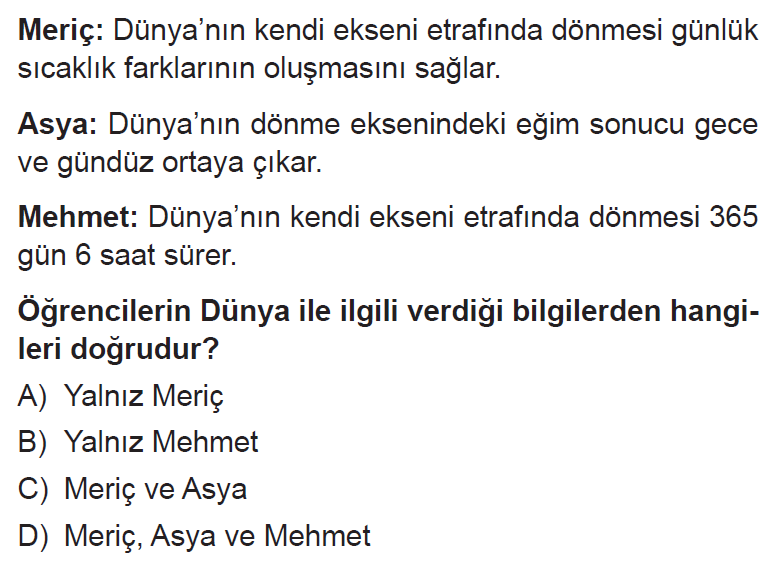 Meriç: Dünya’nın kendi ekseni etrafında dönmesi günlük
sıcaklık farklarının oluşmasını sağlar.
Asya: Dünya’nın dönme eksenindeki eğim sonucu gece
ve gündüz ortaya çıkar.
Mehmet: Dünya’nın kendi ekseni etrafında dönmesi 365
gün 6 saat sürer.
Öğrencilerin Dünya ile ilgili verdiği bilgilerden hangi-
leri doğrudur?
A) Yalnız Meriç
B) Yalnız Mehmet
C) Meriç ve Asya
D) Meriç, Asya ve Mehmet